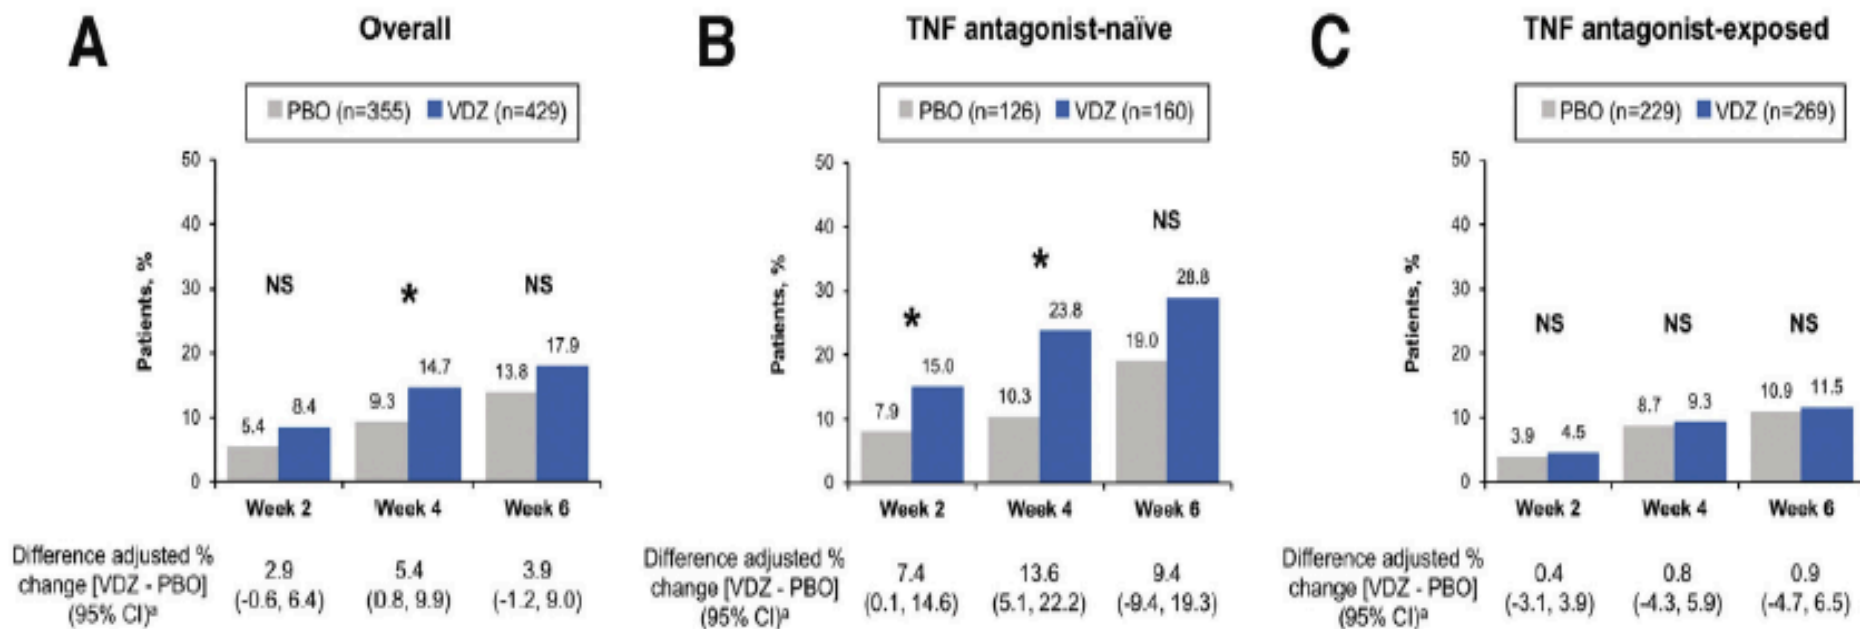 A
Overall
PBO (n=355) VDZ (n=429)
50
40
30
20
10
0
Patients, %
NS
*
NS
5.4
8.4
9.3
14.7
13.8
17.9
Week 2
Week 4
Week 6
Difference adjusted %
change [VDZ - PBO]
(95% CI)ª
2.9
(-0.6, 6.4)
5.4
(0.8, 9.9)
3.9
(-1.2, 9.0)
B
TNF antagonist-naïve
PBO (n=126) VDZ (n=160)
50
40
30
20
10
0
Patients, %
*
*
NS
7.9
15.0
10.3
23.8
19.0
28.8
Week 2
Week 4
Week 6
Difference adjusted %
change [VDZ - PBO]
(95% CI)ª
7.4
(0.1, 14.6)
13.6
(5.1, 22.2)
9.4
(-9.4, 19.3)
C
TNF antagonist-exposed
PBO (n=229) VDZ (n=269)
50
40
30
20
10
0
Patients, %
NS
NS
NS
3.9
4.5
8.7
9.3
10.9
11.5
Week 2
Week 4
Week 6
Difference adjusted %
change [VDZ - PBO]
(95% CI)ª
0.4
(-3.1, 3.9)
0.8
(-4.3, 5.9)
0.9
(-4.7, 6.5)